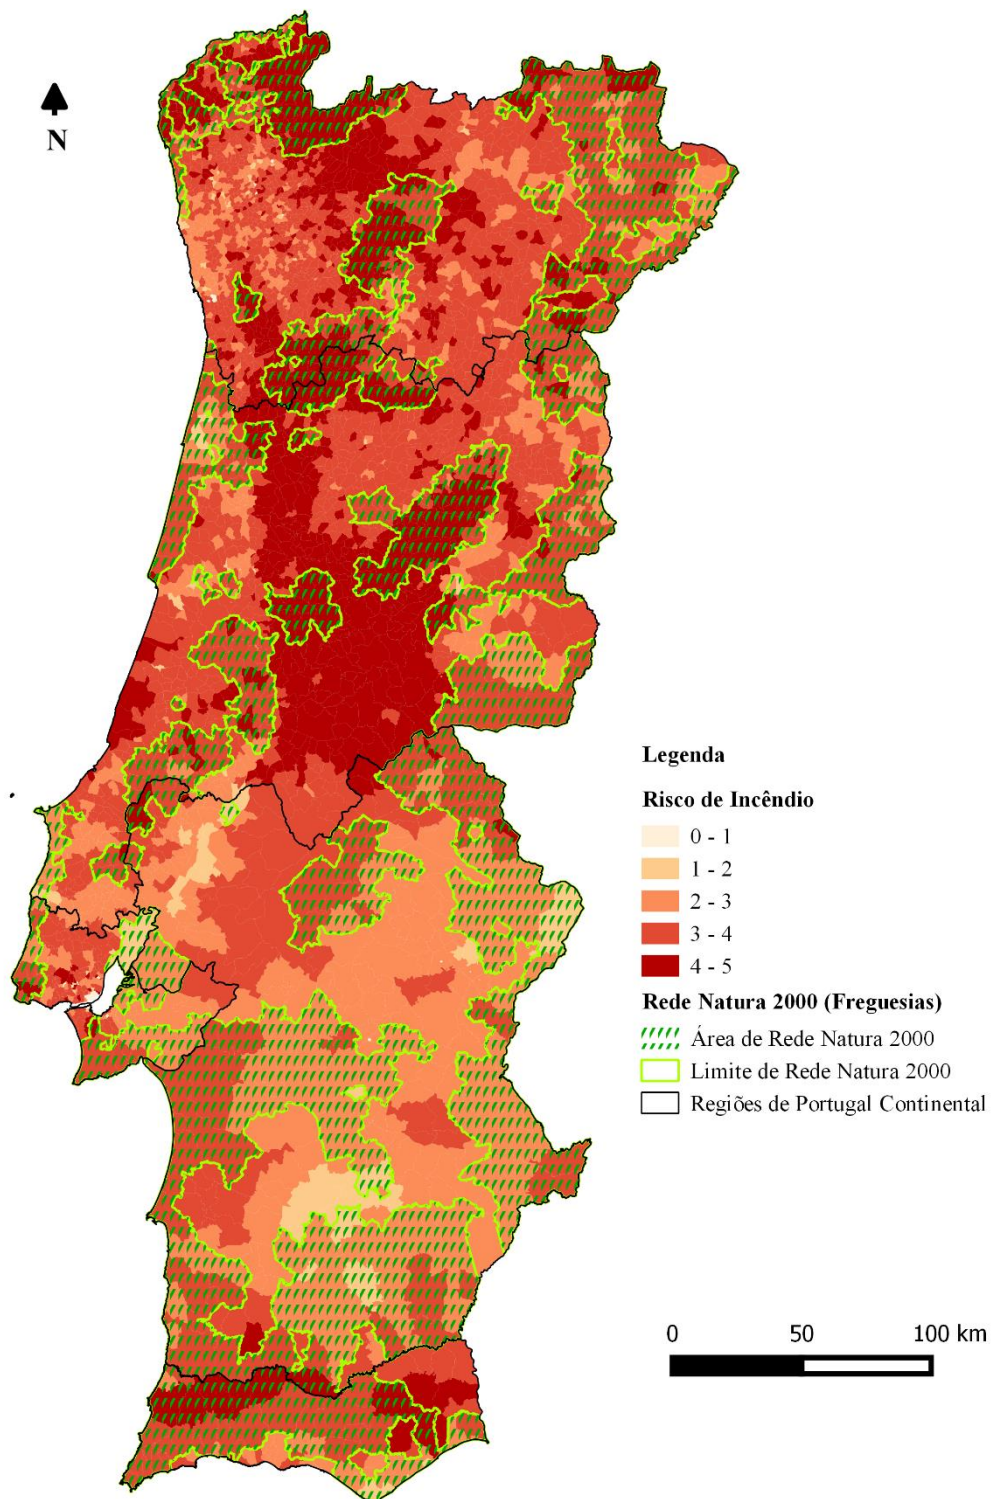 N
Legenda
Risco de Incêndio
0 - 1
1 - 2
2 - 3
3 - 4
4 - 5
Rede Natura 2000 (Freguesias)
Área de Rede Natura 2000
Limite de Rede Natura 2000
Regiões de Portugal Continental
0 50 100 km